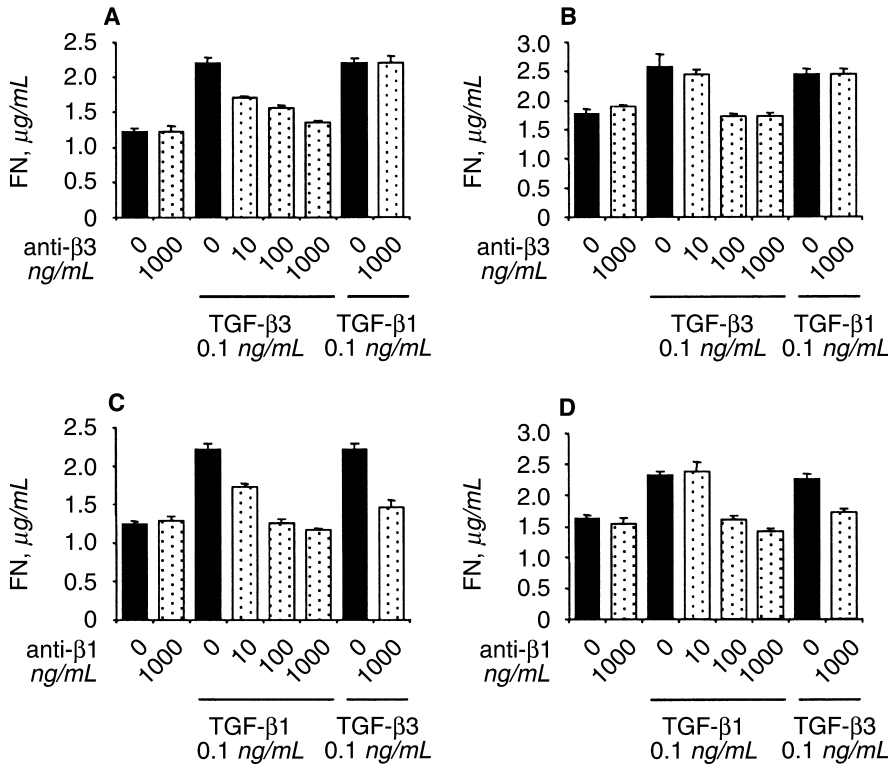 A
FN, μg/mL
2.5
2.0
1.5
1.0
0.5
0
anti-β3
ng/mL
0 1000 0 10 100 1000 0 1000
TGF-β3 TGF-β1
0.1 ng/mL 0.1 ng/mL
B
FN, μg/mL
3.0
2.5
2.0
1.5
1.0
0.5
0
anti-β3
ng/mL
0 1000 0 10 100 1000 0 1000
TGF-β3 TGF-β1
0.1 ng/mL 0.1 ng/mL
C
FN, μg/mL
2.5
2.0
1.5
1.0
0.5
0
anti-β1
ng/mL
0 1000 0 10 100 1000 0 1000
TGF-β1 TGF-β3
0.1 ng/mL 0.1 ng/mL
D
FN, μg/mL
3.0
2.5
2.0
1.5
1.0
0.5
0
anti-β1
ng/mL
0 1000 0 10 100 1000 0 1000
TGF-β1 TGF-β3
0.1 ng/mL 0.1 ng/mL